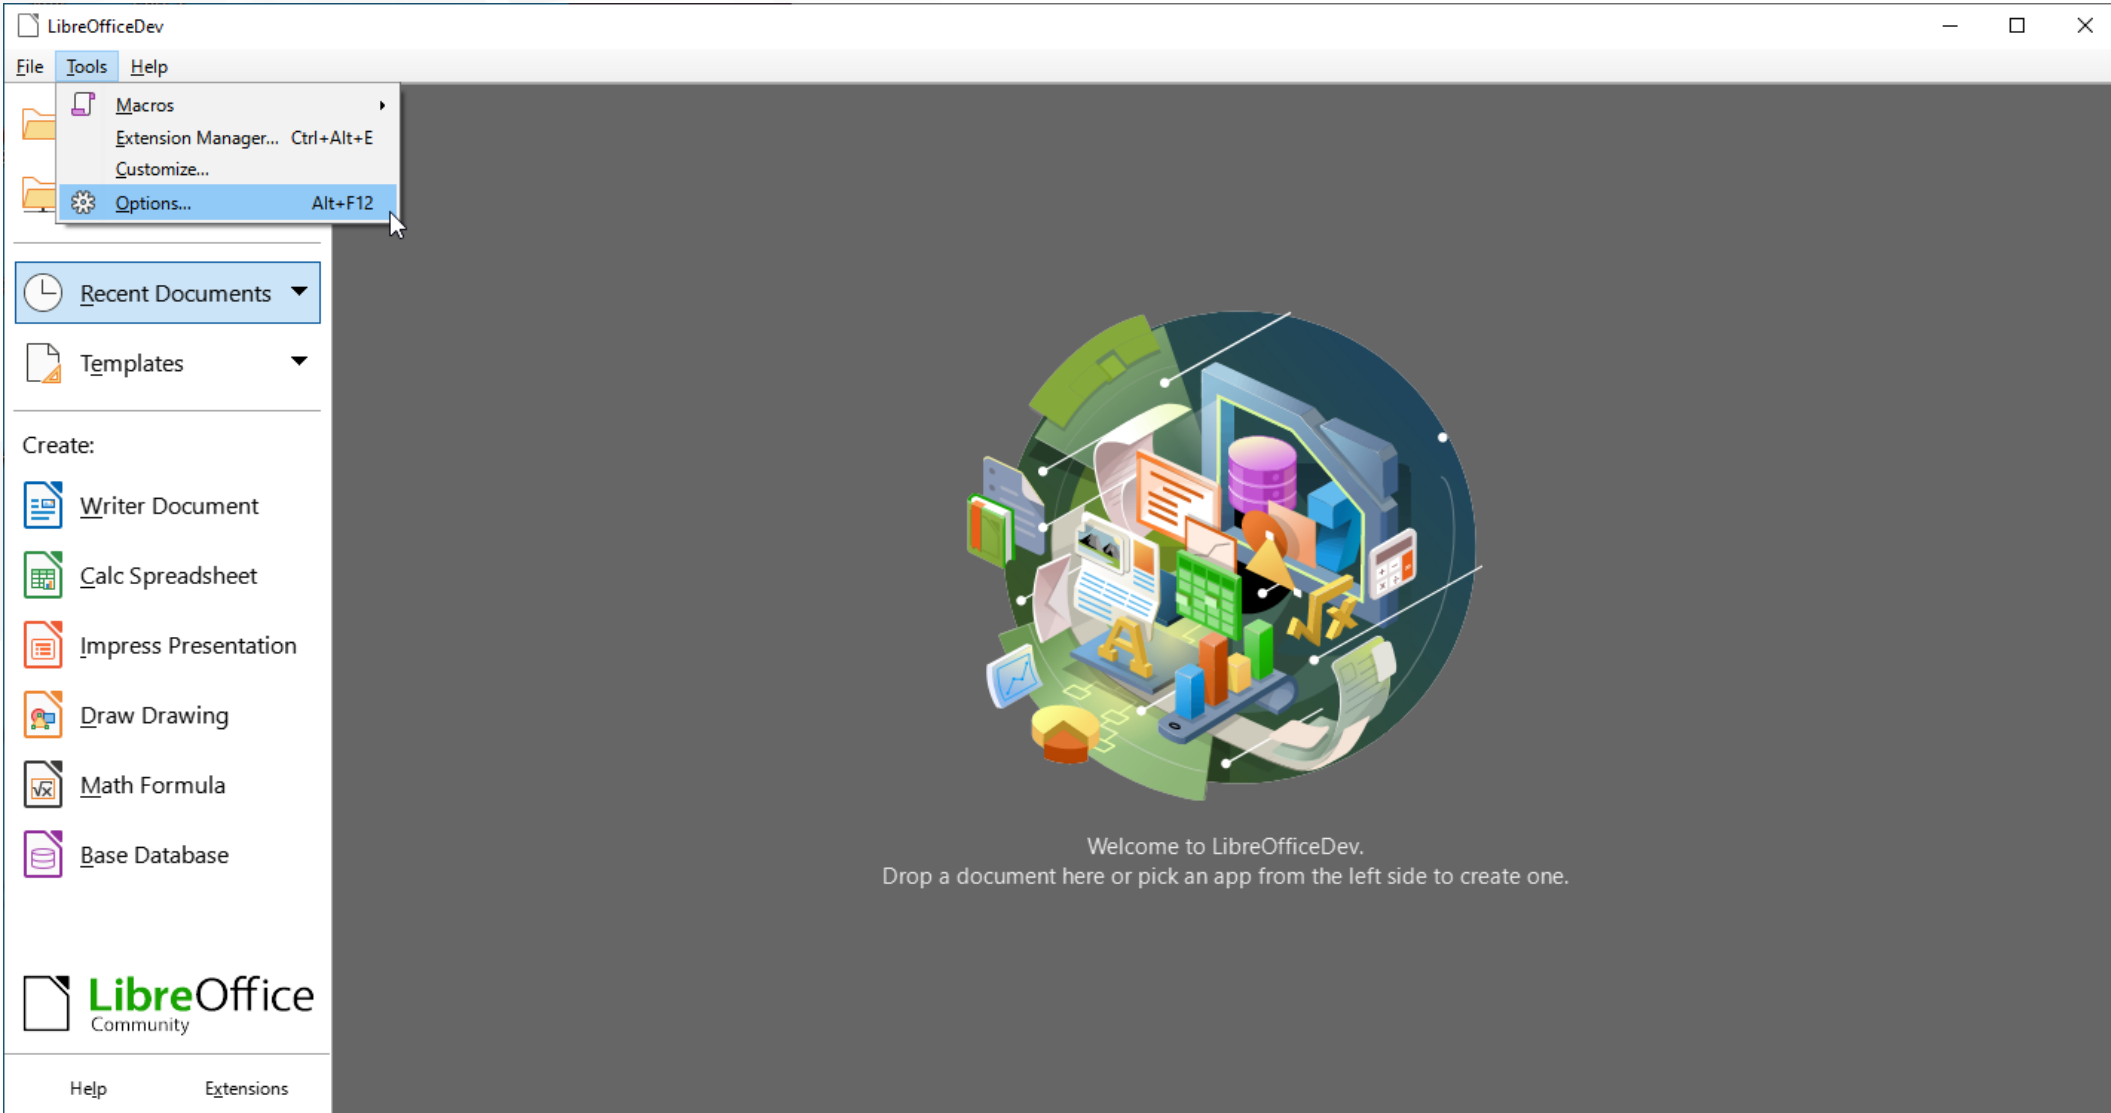 LibreOfficeDev
File Tools Help
Macros
Extension Manager... Ctrl+Alt+E
Customize...
Options... Alt+F12
Recent Documents
Templates
Create:
Writer Document
Calc Spreadsheet
Impress Presentation
Draw Drawing
Math Formula
Base Database
LibreOffice
Community
Help Extensions
Welcome to LibreOfficeDev.
Drop a document here or pick an app from the left side to create one.